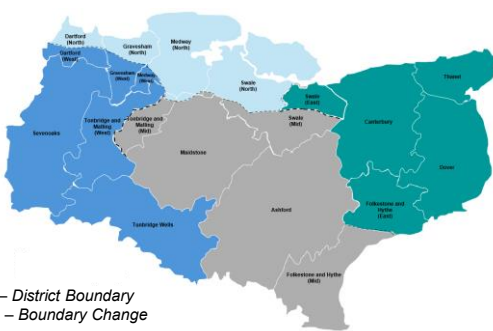 Dartford
(North)
Gravesham
(North)
Medway
(North)
Dartford
(West)
Gravesham
(West)
Medway
(West)
Swale
(North)
Swale
(East)
Thanet
Sevenoaks
Tonbridge and
Malling
(West)
Tonbridge and
Malling
(Mid)
Swale
(Mid)
Canterbury
Maidstone
Dover
Ashford
Folkestone and
Hythe
(East)
Tonbridge Wells
Folkestone and Hythe
(Mid)
– District Boundary
– Boundary Change